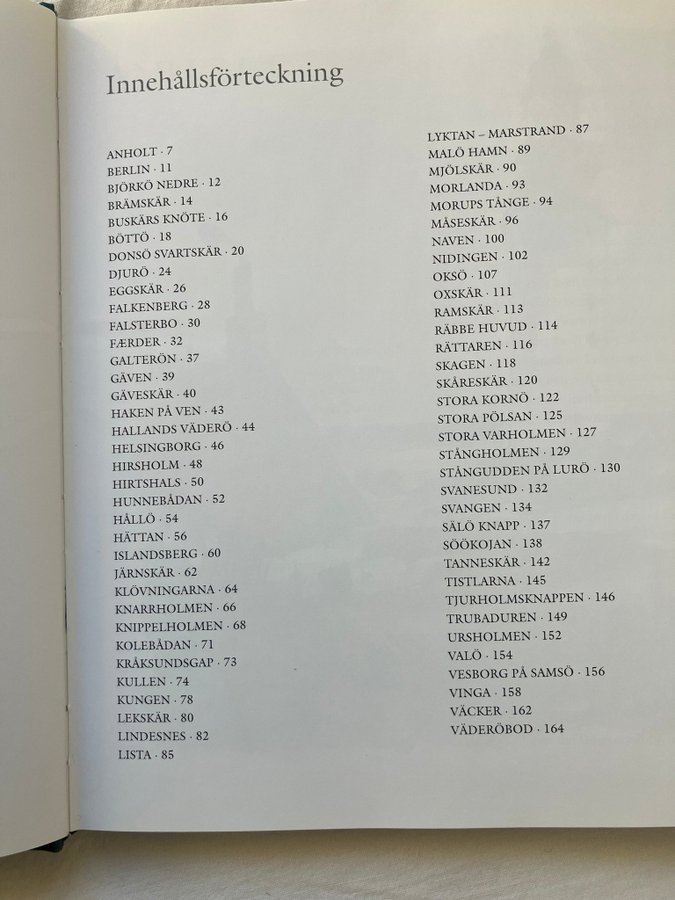 Innehållsförteckning
ANHOLT · 7
BERLIN · 11
BJÖRKÖ NEDRE · 12
BRÄMSKÄR · 14
BUSKÄRS KNÖTE · 16
BÖTTÖ · 18
DONSÖ SVARTSKÄR · 20
DJURÖ · 24
EGGSKÄR · 26
FALKENBERG · 28
FALSTERBO · 30
FÆRDER · 32
GALTERÖN · 37
GÄVEN · 39
GÄVESKÄR · 40
HAKEN PÅ VEN · 43
HALLANDS VÄDERÖ · 44
HELSINGBORG · 46
HIRSHOLM · 48
HIRTSHALS · 50
HUNNEBÅDAN · 52
HÅLLÖ · 54
HÄTTAN · 56
ISLANDSBERG · 60
JÄRNSKÄR · 62
KLÖVNINGARNA · 64
KNARRHOLMEN · 66
KNIPPELHOLMEN · 68
KOLEBÅDAN · 71
KRÅKSUNDSGAP · 73
KULLEN · 74
KUNGEN · 78
LEKSKÄR · 80
LINDESNES · 82
LISTA · 85
LYKTAN – MARSTRAND · 87
MALÖ HAMN · 89
MJÖLSKÄR · 90
MORLANDA · 93
MORUPS TÅNGE · 94
MÅSESKÄR · 96
NAVEN · 100
NIDINGEN · 102
OKSÖ · 107
OXSKÄR · 111
RAMSKÄR · 113
RÄBBE HUVUD · 114
RÄTTAREN · 116
SKAGEN · 118
SKÅRESKÄR · 120
STORA KORNÖ · 122
STORA PÖLSAN · 125
STORA VARHOLMEN · 127
STÅNGHOLMEN · 129
STÅNGUDDEN PÅ LURÖ · 130
SVANESUND · 132
SVANGEN · 134
SÄLÖ KNAPP · 137
SÖÖKOJAN · 138
TANNESKÄR · 142
TISTLARNA · 145
TJURHOLMSKNAPPEN · 146
TRUBADUREN · 149
URSHOLMEN · 152
VALÖ · 154
VESBORG PÅ SAMSÖ · 156
VINGA · 158
VÄCKER · 162
VÄDERÖBOD · 164